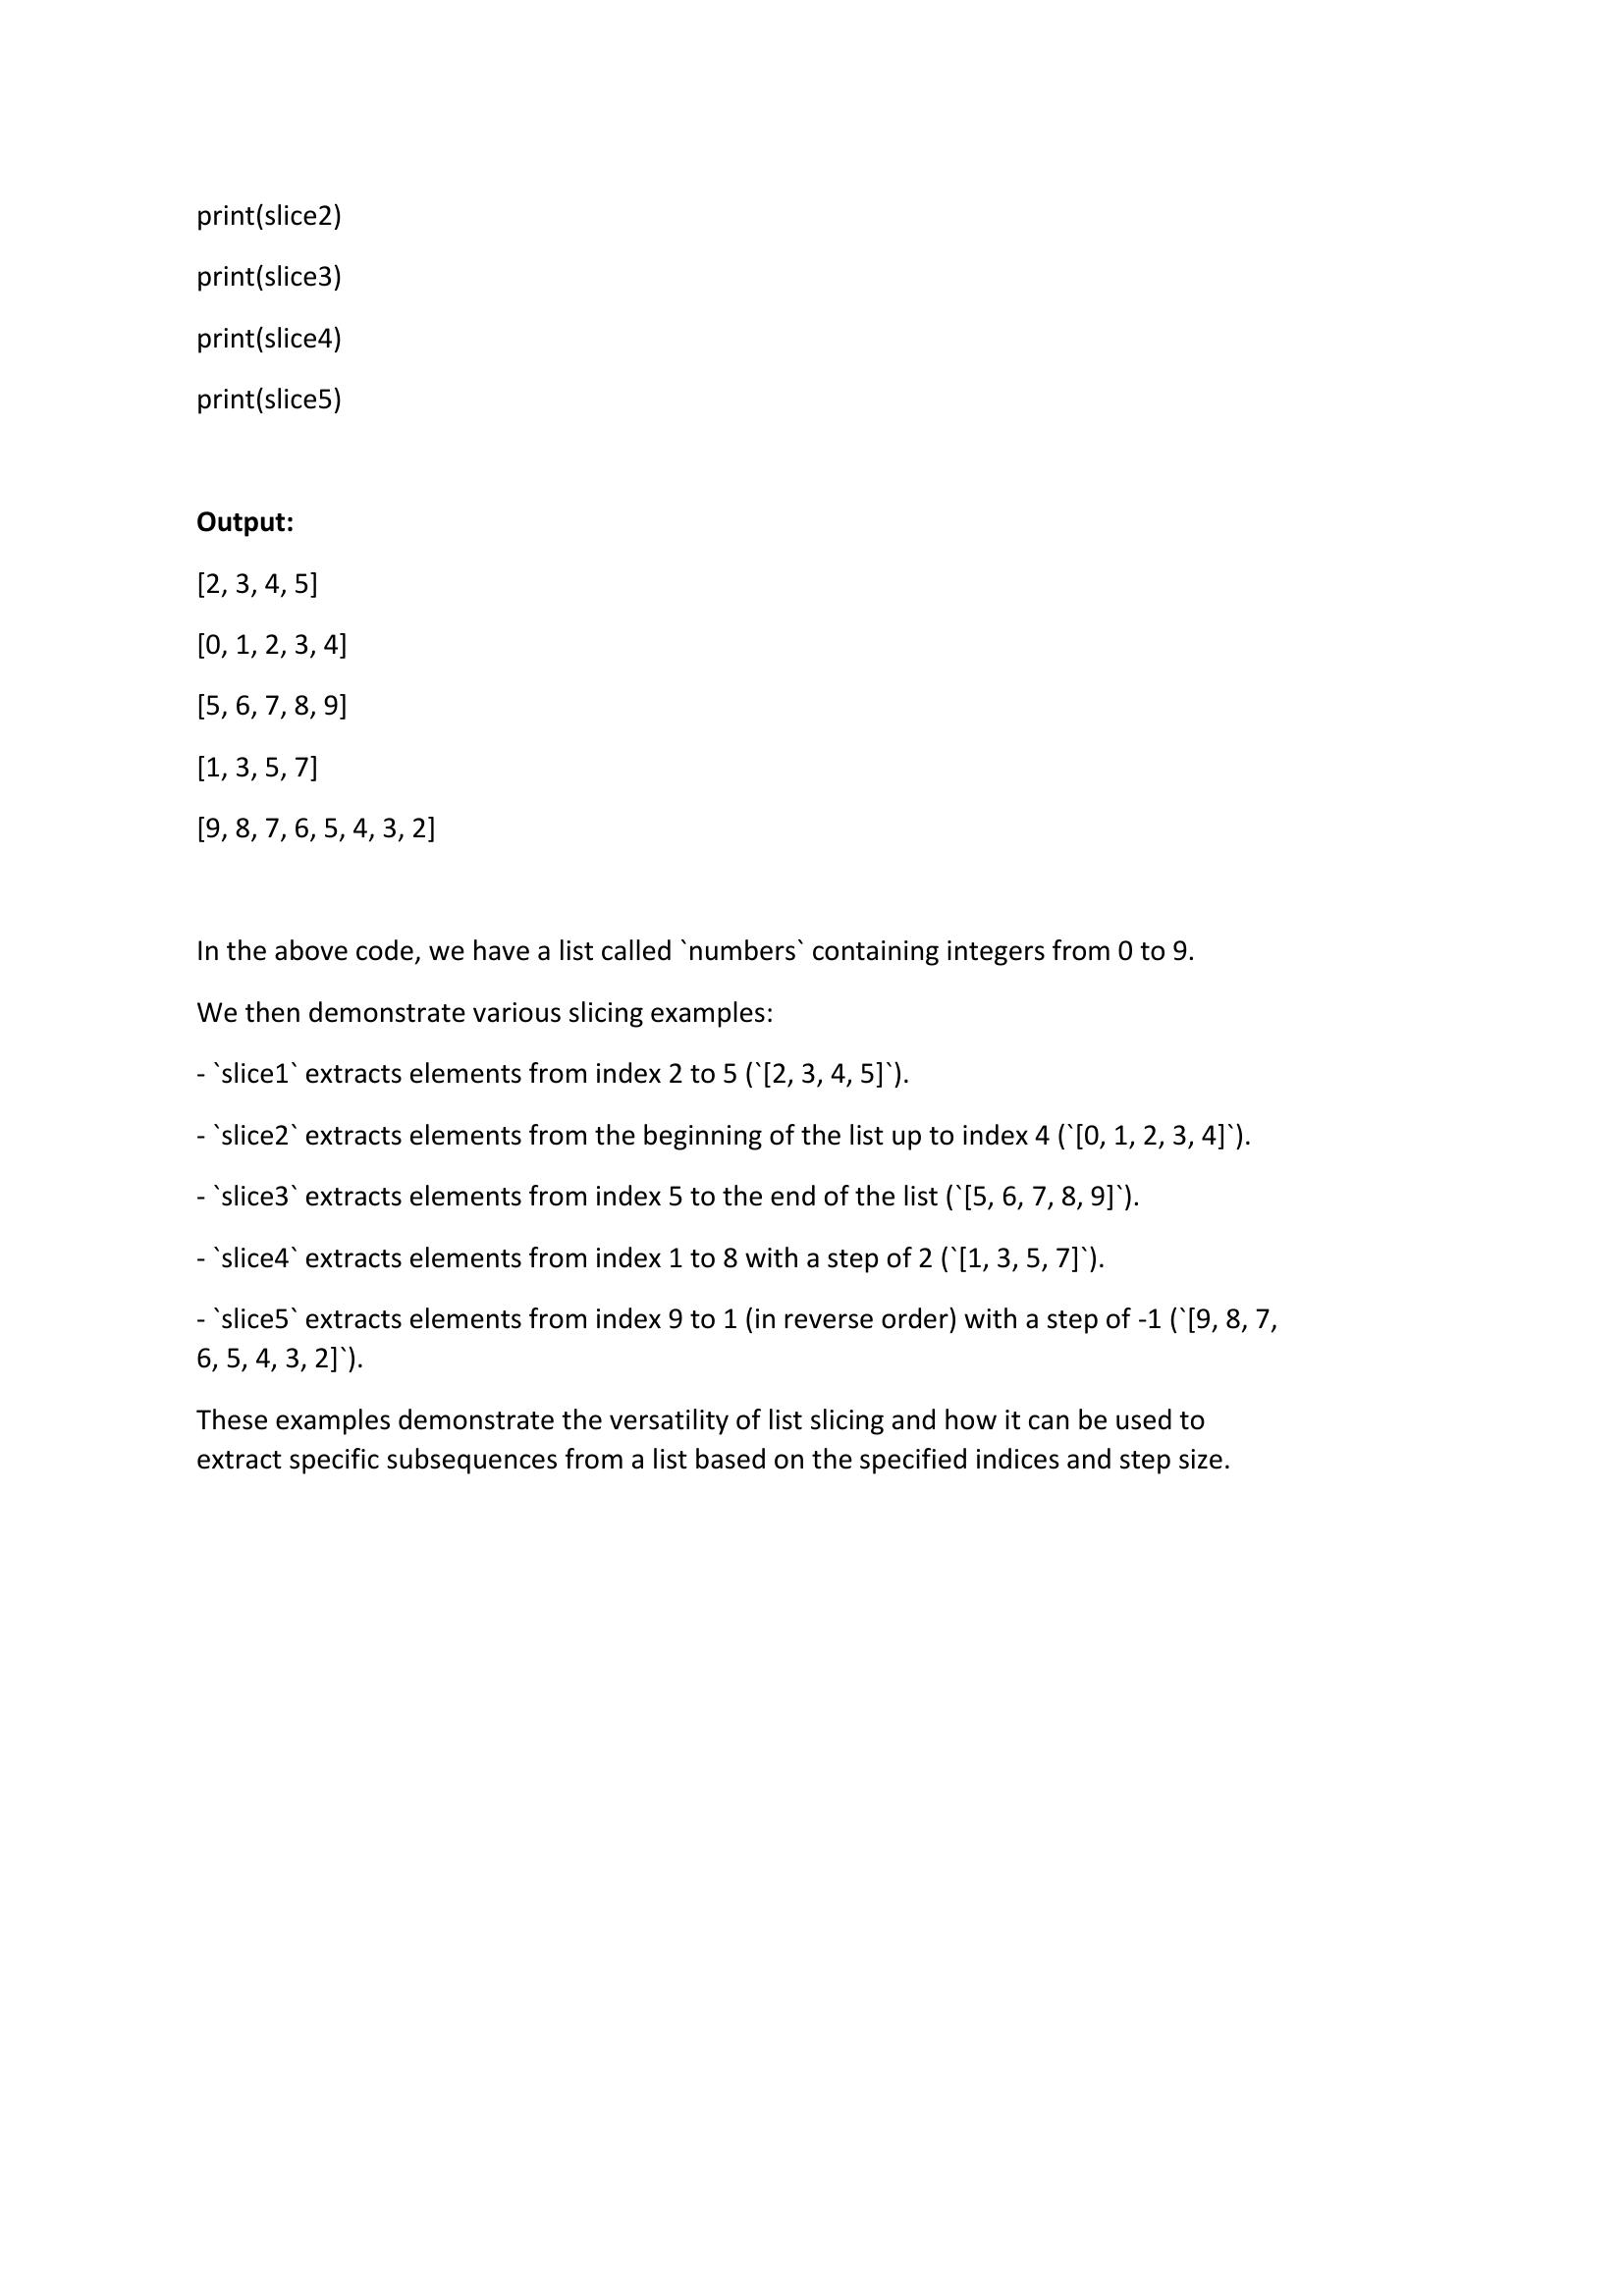 print(slice2)
print(slice3)
print(slice4)
print(slice5)
Output:
[2, 3, 4, 5]
[0, 1, 2, 3, 4]
[5, 6, 7, 8, 9]
[1, 3, 5, 7]
[9, 8, 7, 6, 5, 4, 3, 2]
In the above code, we have a list called `numbers` containing integers from 0 to 9.
We then demonstrate various slicing examples:
- `slice1` extracts elements from index 2 to 5 (`[2, 3, 4, 5]`).
- `slice2` extracts elements from the beginning of the list up to index 4 (`[0, 1, 2, 3, 4]`).
- `slice3` extracts elements from index 5 to the end of the list (`[5, 6, 7, 8, 9]`).
- `slice4` extracts elements from index 1 to 8 with a step of 2 (`[1, 3, 5, 7]`).
- `slice5` extracts elements from index 9 to 1 (in reverse order) with a step of -1 (`[9, 8, 7,
6, 5, 4, 3, 2]`).
These examples demonstrate the versatility of list slicing and how it can be used to
extract specific subsequences from a list based on the specified indices and step size.